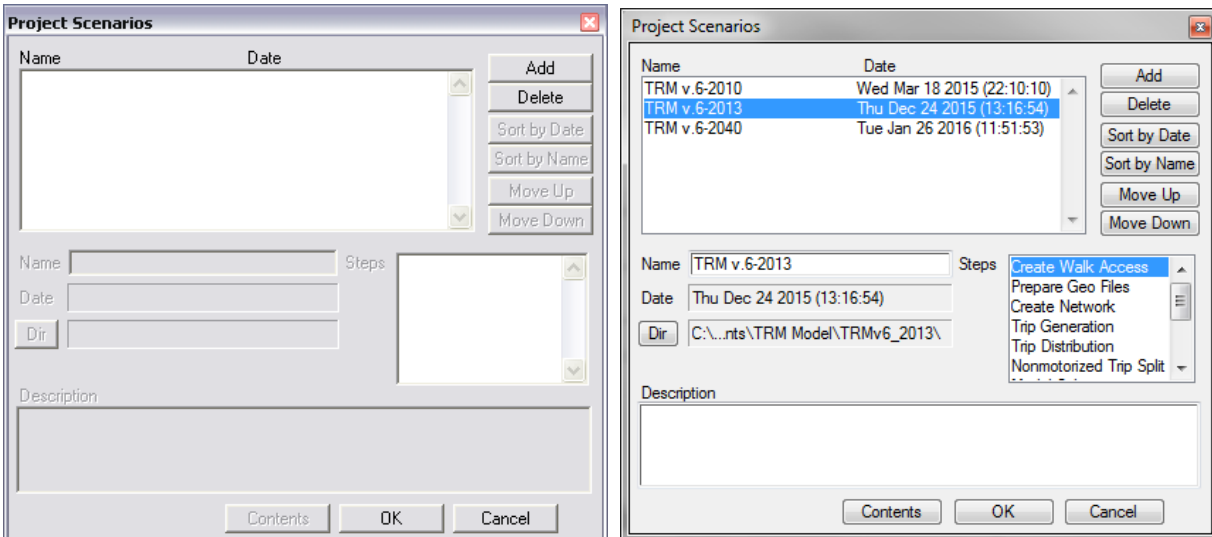 Project Scenarios
Name Date
Add
Delete
Sort by Date
Sort by Name
Move Up
Move Down
Name Steps
Date
Dir
Description
Contents OK Cancel
Project Scenarios
Name Date
TRM v.6-2010 Wed Mar 18 2015 (22:10:10)
TRM v.6-2013 Thu Dec 24 2015 (13:16:54)
TRM v.6-2040 Tue Jan 26 2016 (11:51:53)
Add
Delete
Sort by Date
Sort by Name
Move Up
Move Down
Name TRM v.6-2013
Date Thu Dec 24 2015 (13:16:54)
Dir C:\...nts\TRM Model\TRMv6_2013\
Steps
Create Walk Access
Prepare Geo Files
Create Network
Trip Generation
Trip Distribution
Nonmotorized Trip Split
Description
Contents OK Cancel